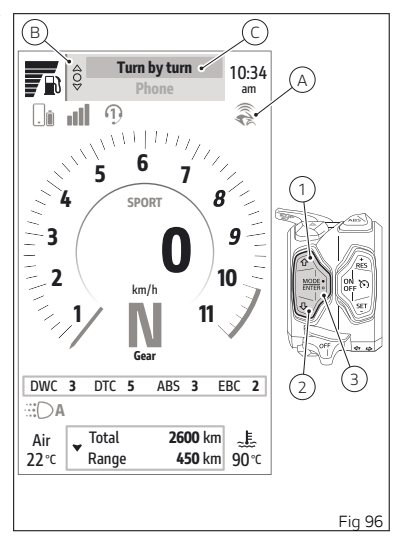 B
C
Turn by turn
Phone
10:34
am
A
1
6
5
7
4
SPORT
8
3
0
9
2
km/h
10
1
N
11
Gear
DWC 3 DTC 5 ABS 3 EBC 2
A
Air
22 °C
Total 2600 km
Range 450 km
90 °C
1
ABS
+
RES
MODE
ENTER
ON
OFF
SET
-
OFF
2
3
Fig 96